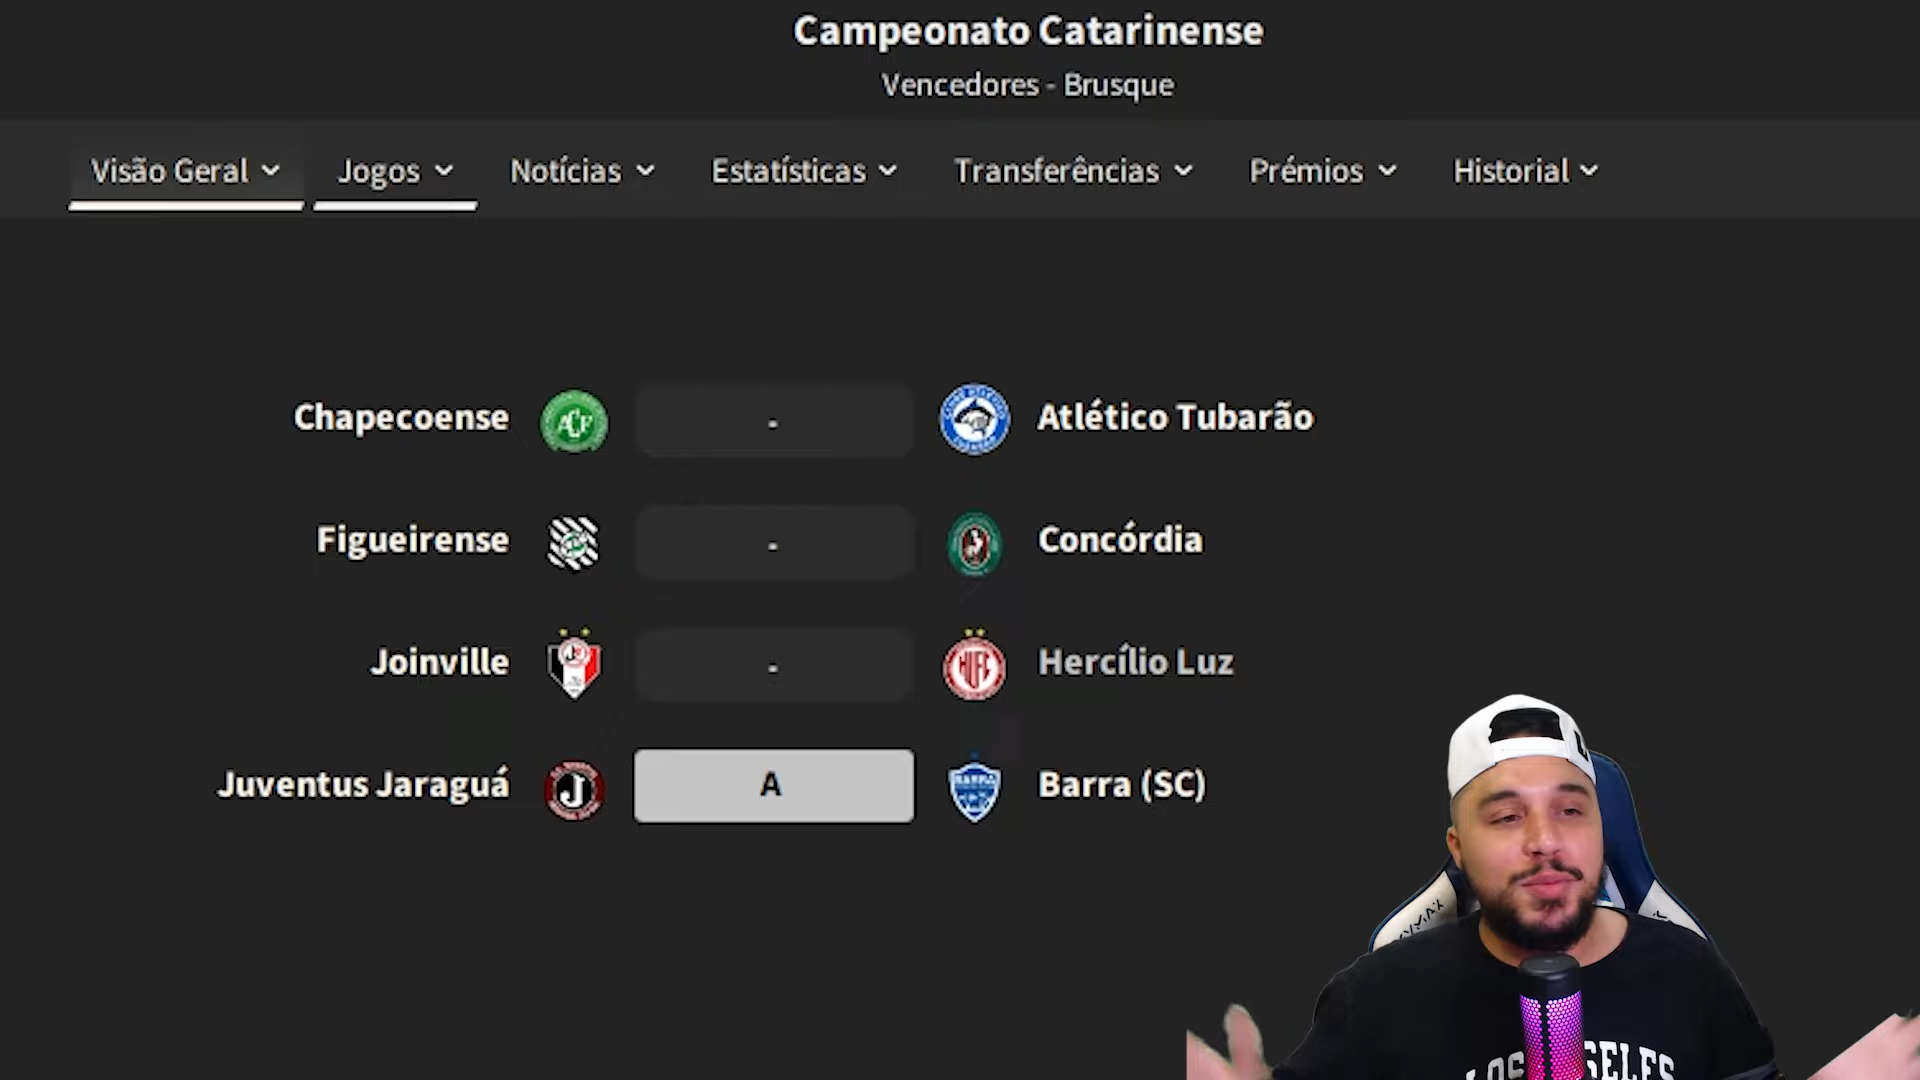 Campeonato Catarinense
Vencedores - Brusque
Visão Geral Jogos Notícias Estatísticas Transferências Prémios Historial
Chapecoense - Atlético Tubarão
Figueirense - Concórdia
Joinville - Hercílio Luz
Juventus Jaraguá A Barra (SC)